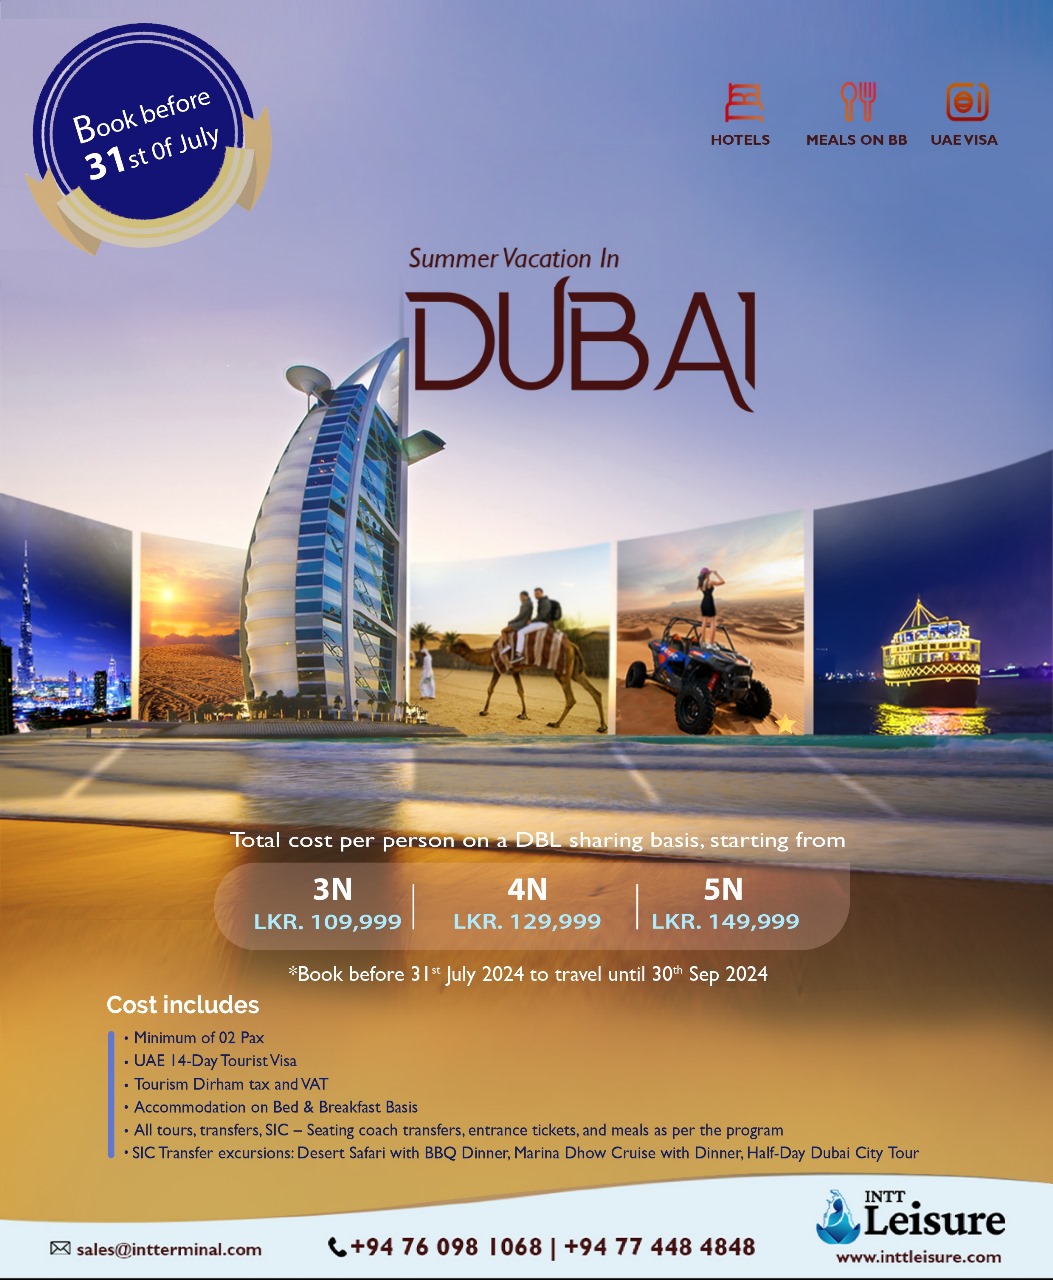 Book before
31st 0f July
HOTELS
MEALS ON BB
UAE VISA
Summer Vacation In
DUBAI
Total cost per person on a DBL sharing basis, starting from
3N
4N
5N
LKR. 109,999
LKR. 129,999
LKR. 149,999
*Book before 31st July 2024 to travel until 30th Sep 2024
Cost includes
• Minimum of 02 Pax
• UAE 14-Day Tourist Visa
• Tourism Dirham tax and VAT
• Accommodation on Bed & Breakfast Basis
• All tours, transfers, SIC – Seating coach transfers, entrance tickets, and meals as per the program
• SIC Transfer excursions: Desert Safari with BBQ Dinner, Marina Dhow Cruise with Dinner, Half-Day Dubai City Tour
sales@intterminal.com
+94 76 098 1068 | +94 77 448 4848
INTT
Leisure
www.inttleisure.com